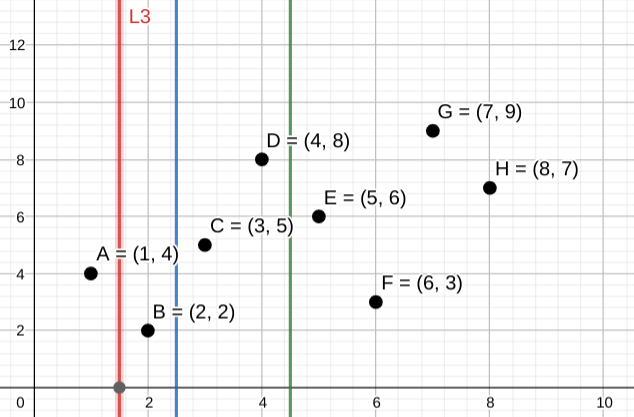 L3
12
10
G = (7, 9)
D = (4, 8)
8
H = (8, 7)
E = (5, 6)
6
C = (3, 5)
A = (1, 4)
4
F = (6, 3)
B = (2, 2)
2
0 2 4 6 8 10